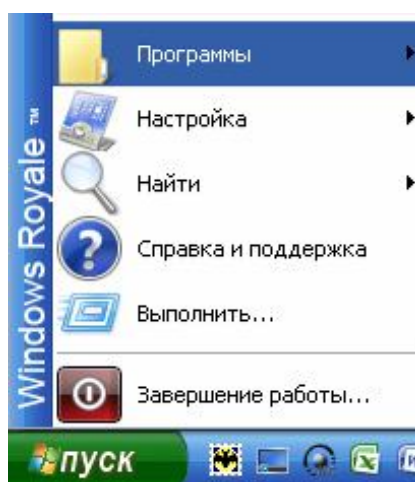 Программы
Настройка
Найти
Справка и поддержка
Выполнить...
Завершение работы...
Windows Royale ™
пуск